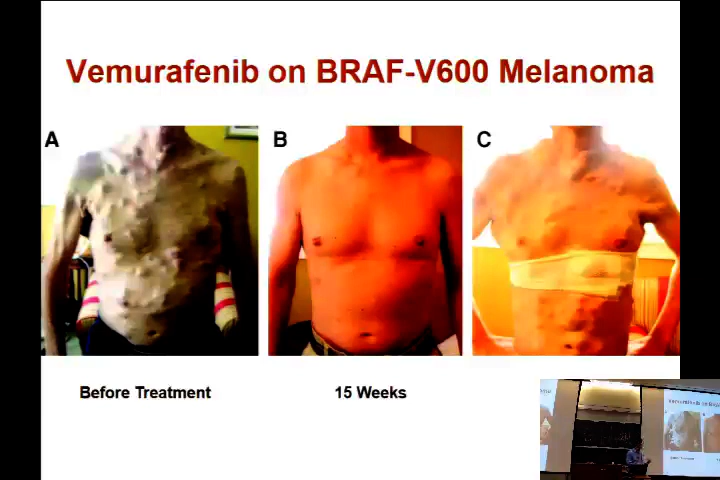 Vemurafenib on BRAF-V600 Melanoma
A
B
C
Before Treatment
15 Weeks